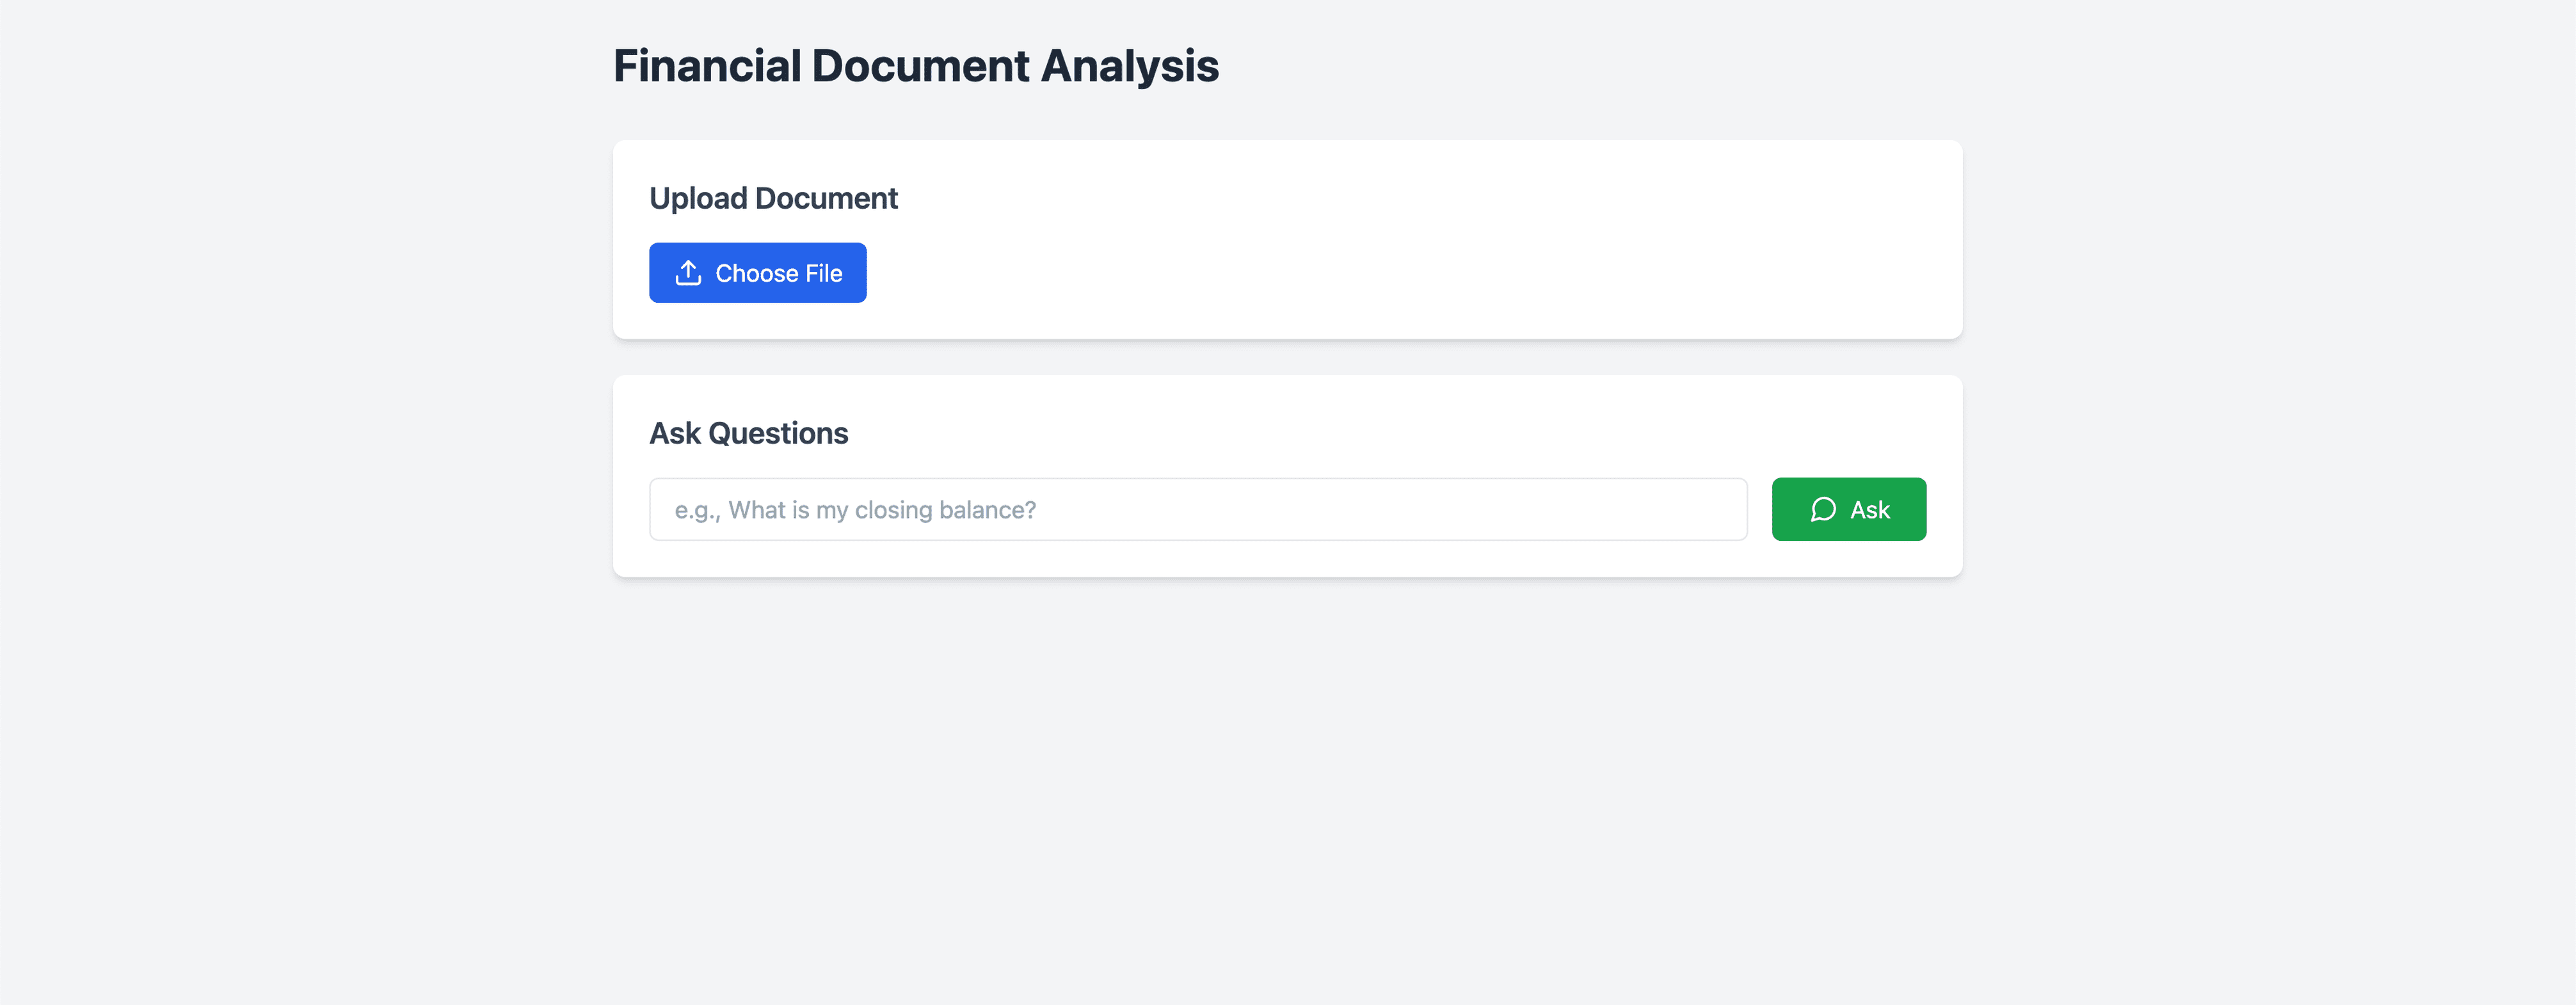 Financial Document Analysis
Upload Document
Choose File
Ask Questions
e.g., What is my closing balance?
Ask